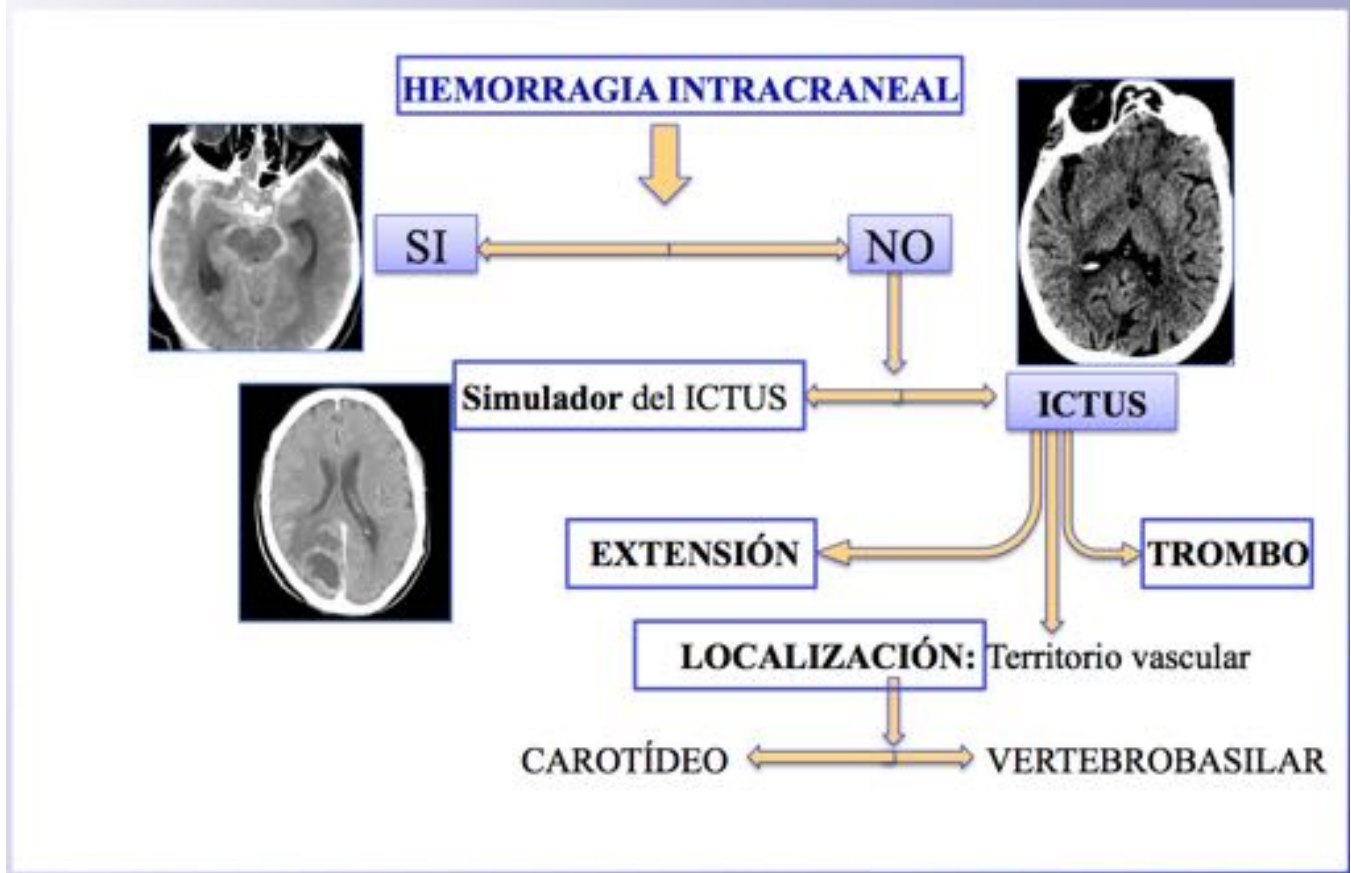 HEMORRAGIA INTRACRANEAL
SI
NO
Simulador del ICTUS
ICTUS
EXTENSIÓN
TROMBO
LOCALIZACIÓN: Territorio vascular
CAROTÍDEO
VERTEBROBASILAR